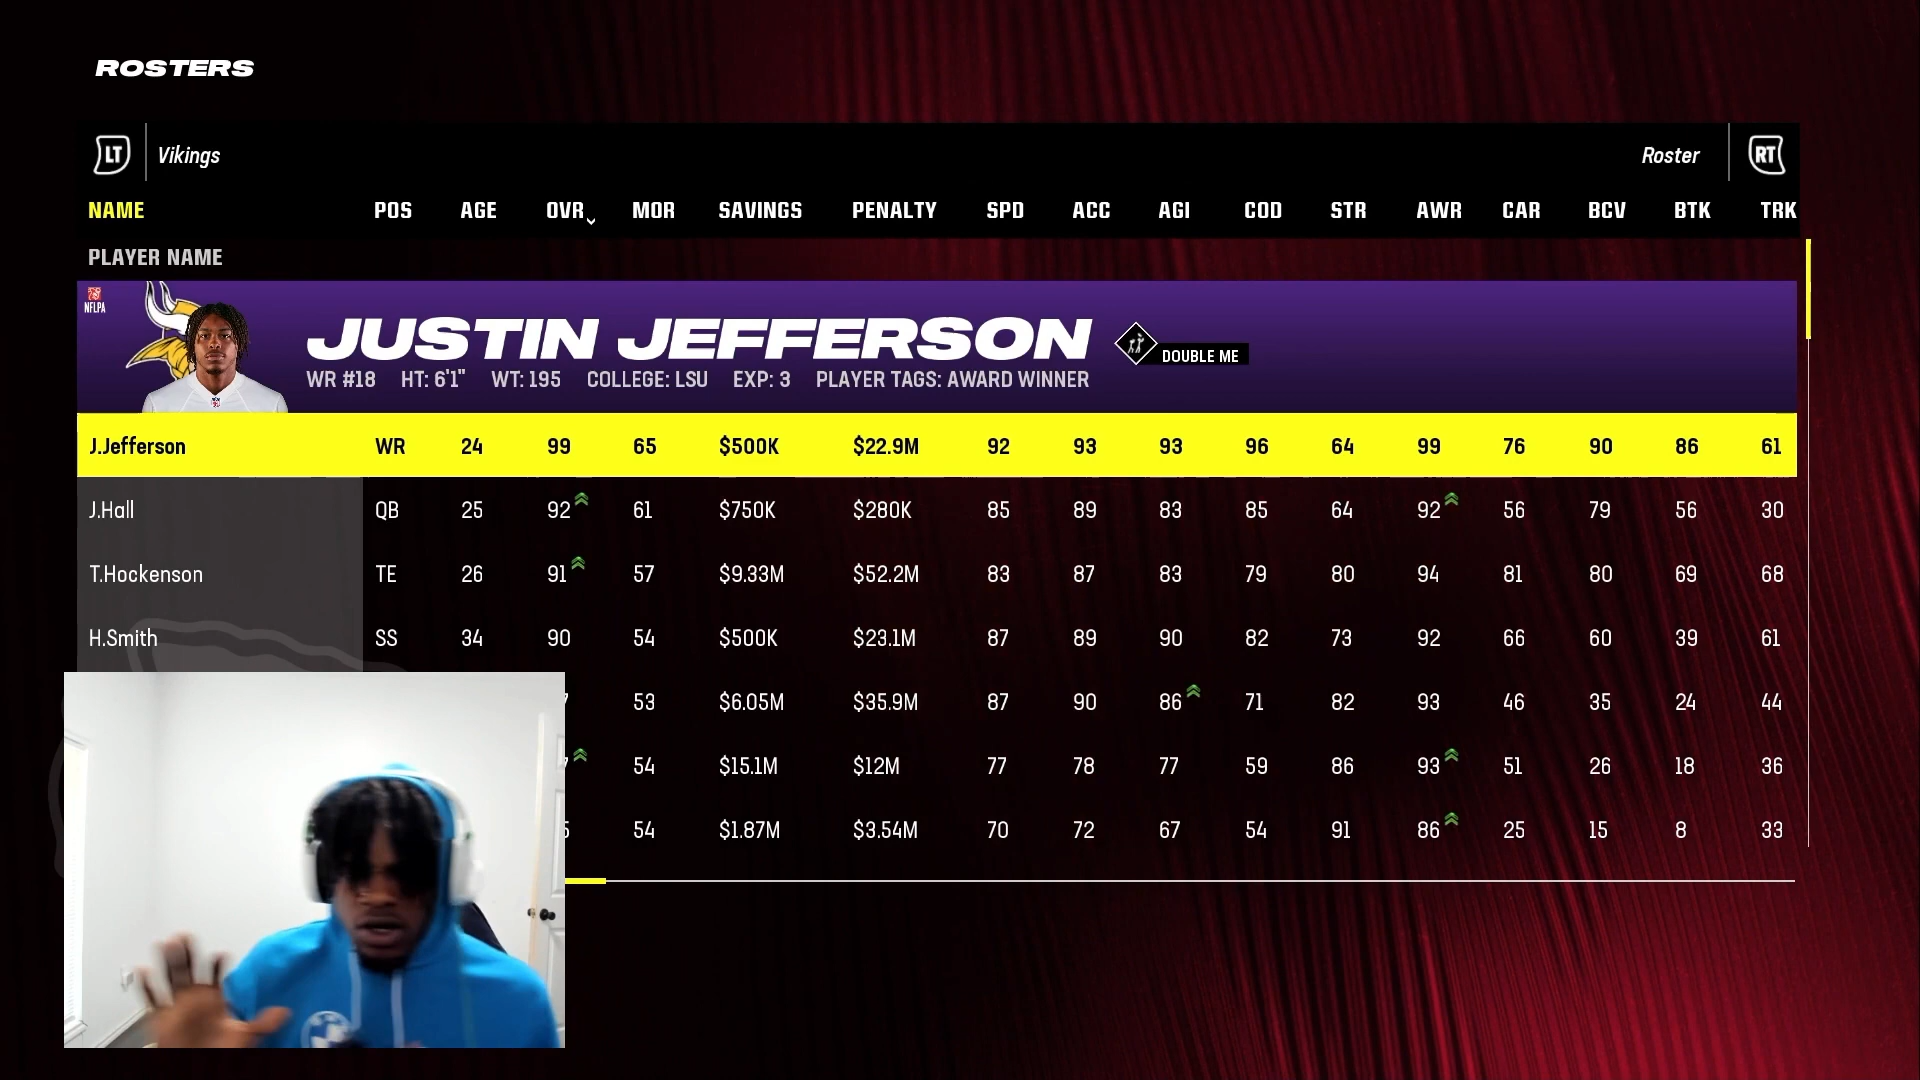 ROSTERS
LT Vikings Roster RT
NAME POS AGE OVR MOR SAVINGS PENALTY SPD ACC AGI COD STR AWR CAR BCV BTK TRK
PLAYER NAME
NFLPA
JUSTIN JEFFERSON DOUBLE ME
WR #18 HT: 6'1" WT: 195 COLLEGE: LSU EXP: 3 PLAYER TAGS: AWARD WINNER
J.Jefferson WR 24 99 65 $500K $22.9M 92 93 93 96 64 99 76 90 86 61
J.Hall QB 25 92 61 $750K $280K 85 89 83 85 64 92 56 79 56 30
T.Hockenson TE 26 91 57 $9.33M $52.2M 83 87 83 79 80 94 81 80 69 68
H.Smith SS 34 90 54 $500K $23.1M 87 89 90 82 73 92 66 60 39 61
53 $6.05M $35.9M 87 90 86 71 82 93 46 35 24 44
54 $15.1M $12M 77 78 77 59 86 93 51 26 18 36
54 $1.87M $3.54M 70 72 67 54 91 86 25 15 8 33